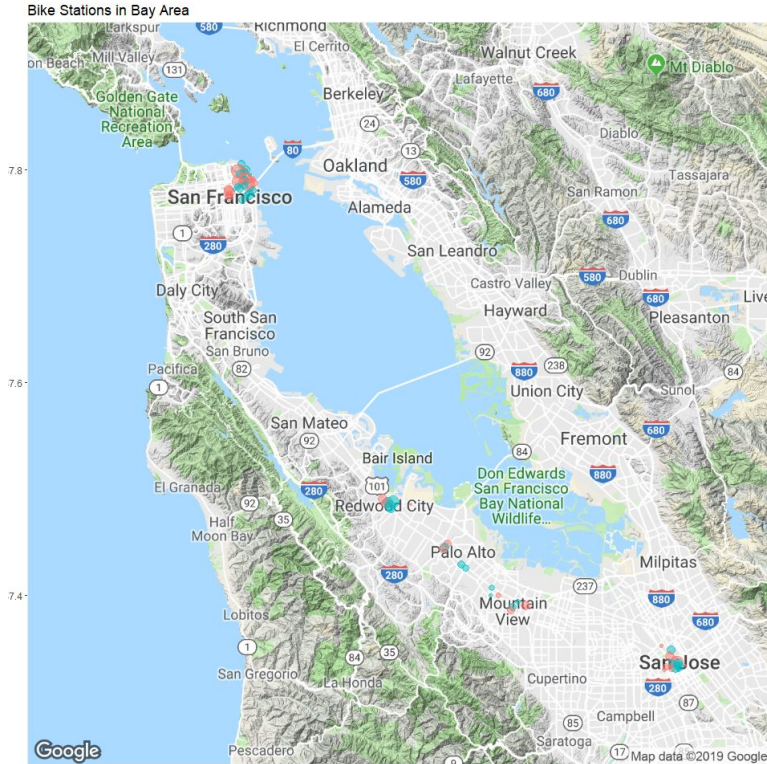 Bike Stations in Bay Area
Larkspur
580
Richmond
on Beach
Mill Valley
El Cerrito
Walnut Creek
131
Mt Diablo
Lafayette
680
Golden Gate
National
Recreation
Area
Berkeley
24
Diablo
80
13
7.8
Oakland
580
Tassajara
San Francisco
Alameda
San Ramon
680
1
280
San Leandro
Castro Valley
580
Dublin
Daly City
680
Live
Hayward
Pleasanton
South San
Francisco
San Bruno
92
238
84
82
880
Pacifica
7.6
1
Union City
Sunol
San Mateo
680
92
Fremont
84
Bair Island
880
El Granada
280
101
Don Edwards
San Francisco
Bay National
Wildlife...
92
Redwood City
35
Half
Moon Bay
Palo Alto
Milpitas
280
237
7.4
880
Mountain
View
Lobitos
680
1
84
35
San Jose
San Gregorio
La Honda
Cupertino
280
87
Campbell
85
Saratoga
Google
Pescadero
9
17
Map data ©2019 Google